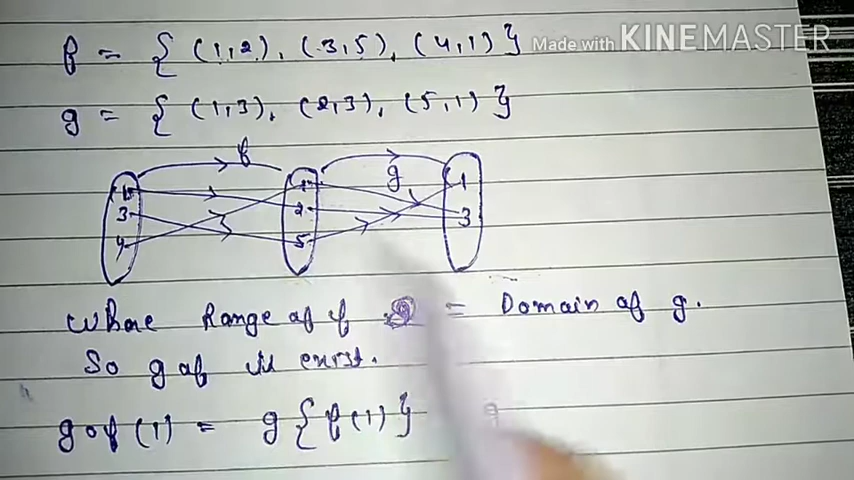 f = { (1,2), (3,5), (4,1) }
Made with KINEMASTER
g = { (1,3), (2,3), (5,1) }
f g
1 1 1
3 2 3
4 5
Where Range of f = Domain of g.
So gof exist.
gof (1) = g { f (1) } g